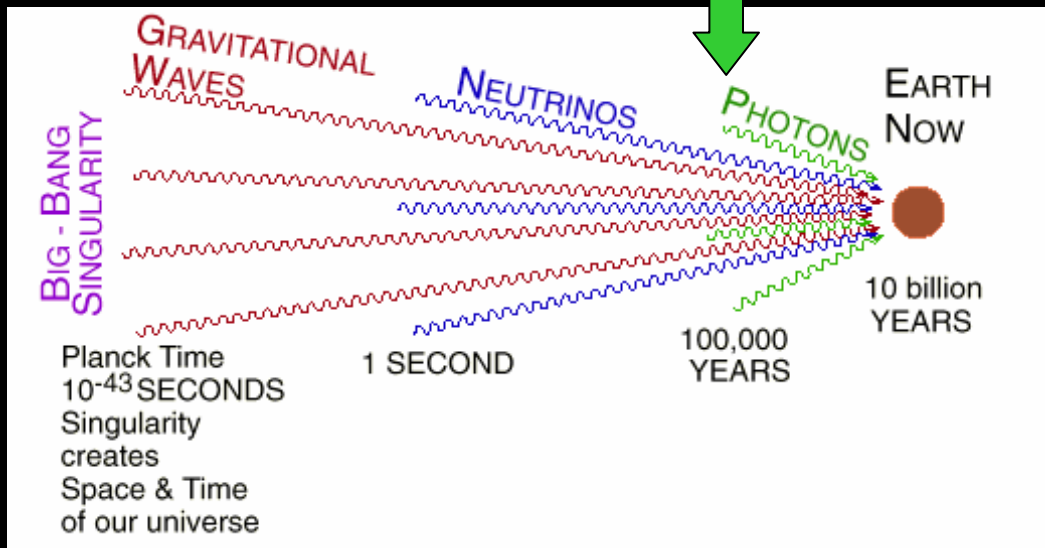 GRAVITATIONAL
WAVES
NEUTRINOS
PHOTONS
EARTH
NOW
BIG - BANG
SINGULARITY
10 billion
YEARS
100,000
YEARS
1 SECOND
Planck Time
10-43 SECONDS
Singularity
creates
Space & Time
of our universe